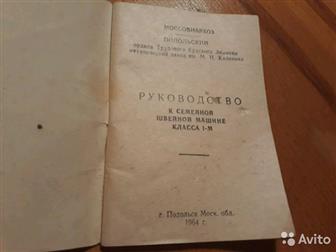 МОССОВНАРХОЗ
ПОДОЛЬСКИЙ
ордена Трудового Красного Знамени
механический завод им. М. И. Калинина
РУКОВОДСТВО
К СЕМЕЙНОЙ
ШВЕЙНОЙ МАШИНЕ
КЛАССА 1-М
г. Подольск Моск. обл.
1964 г.
Avito